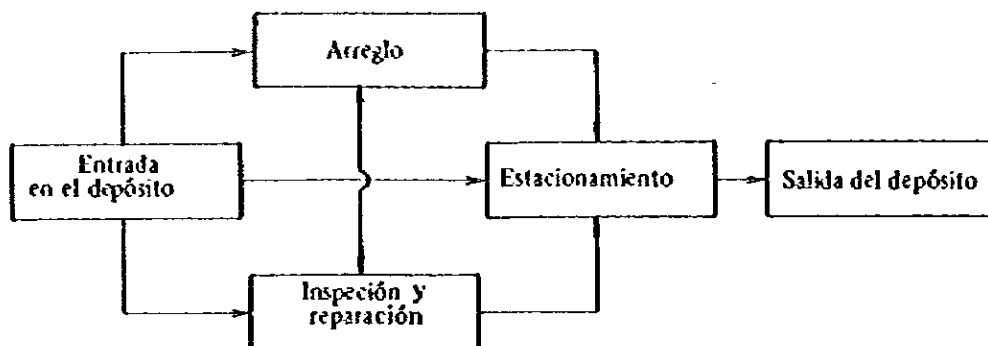 Arreglo
Entrada
en el depósito
Estacionamiento
Salida del depósito
Inspeción y
reparación